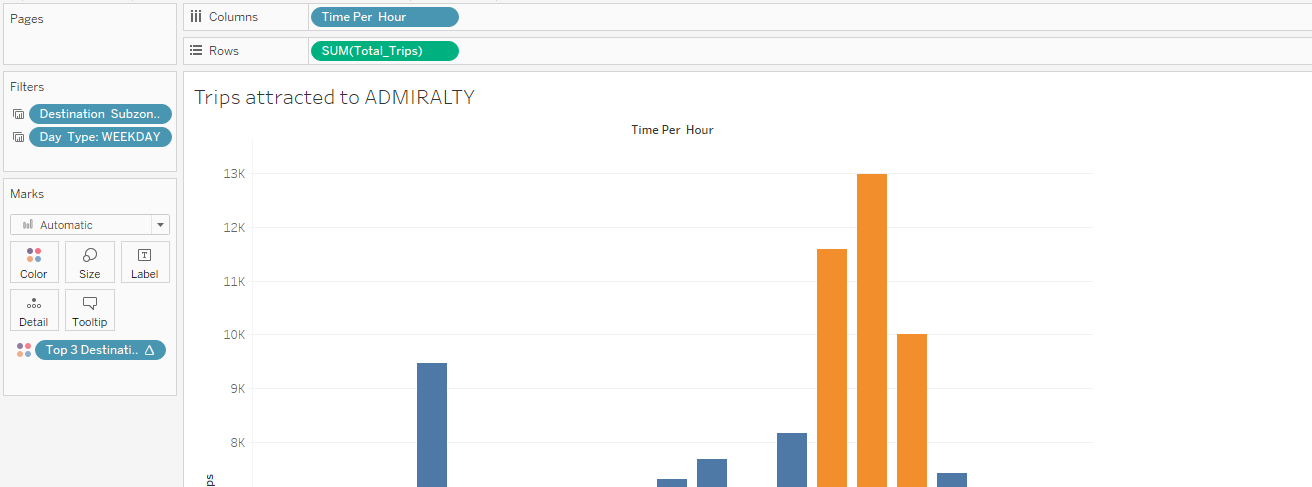 Pages
Columns
Time Per Hour
Rows
SUM(Total_Trips)
Filters
Destination Subzon..
Day Type: WEEKDAY
Marks
Automatic
Color
Size
Label
Detail
Tooltip
Top 3 Destinati.. Δ
Trips attracted to ADMIRALTY
Time Per Hour
13K
12K
11K
10K
9K
8K
ps